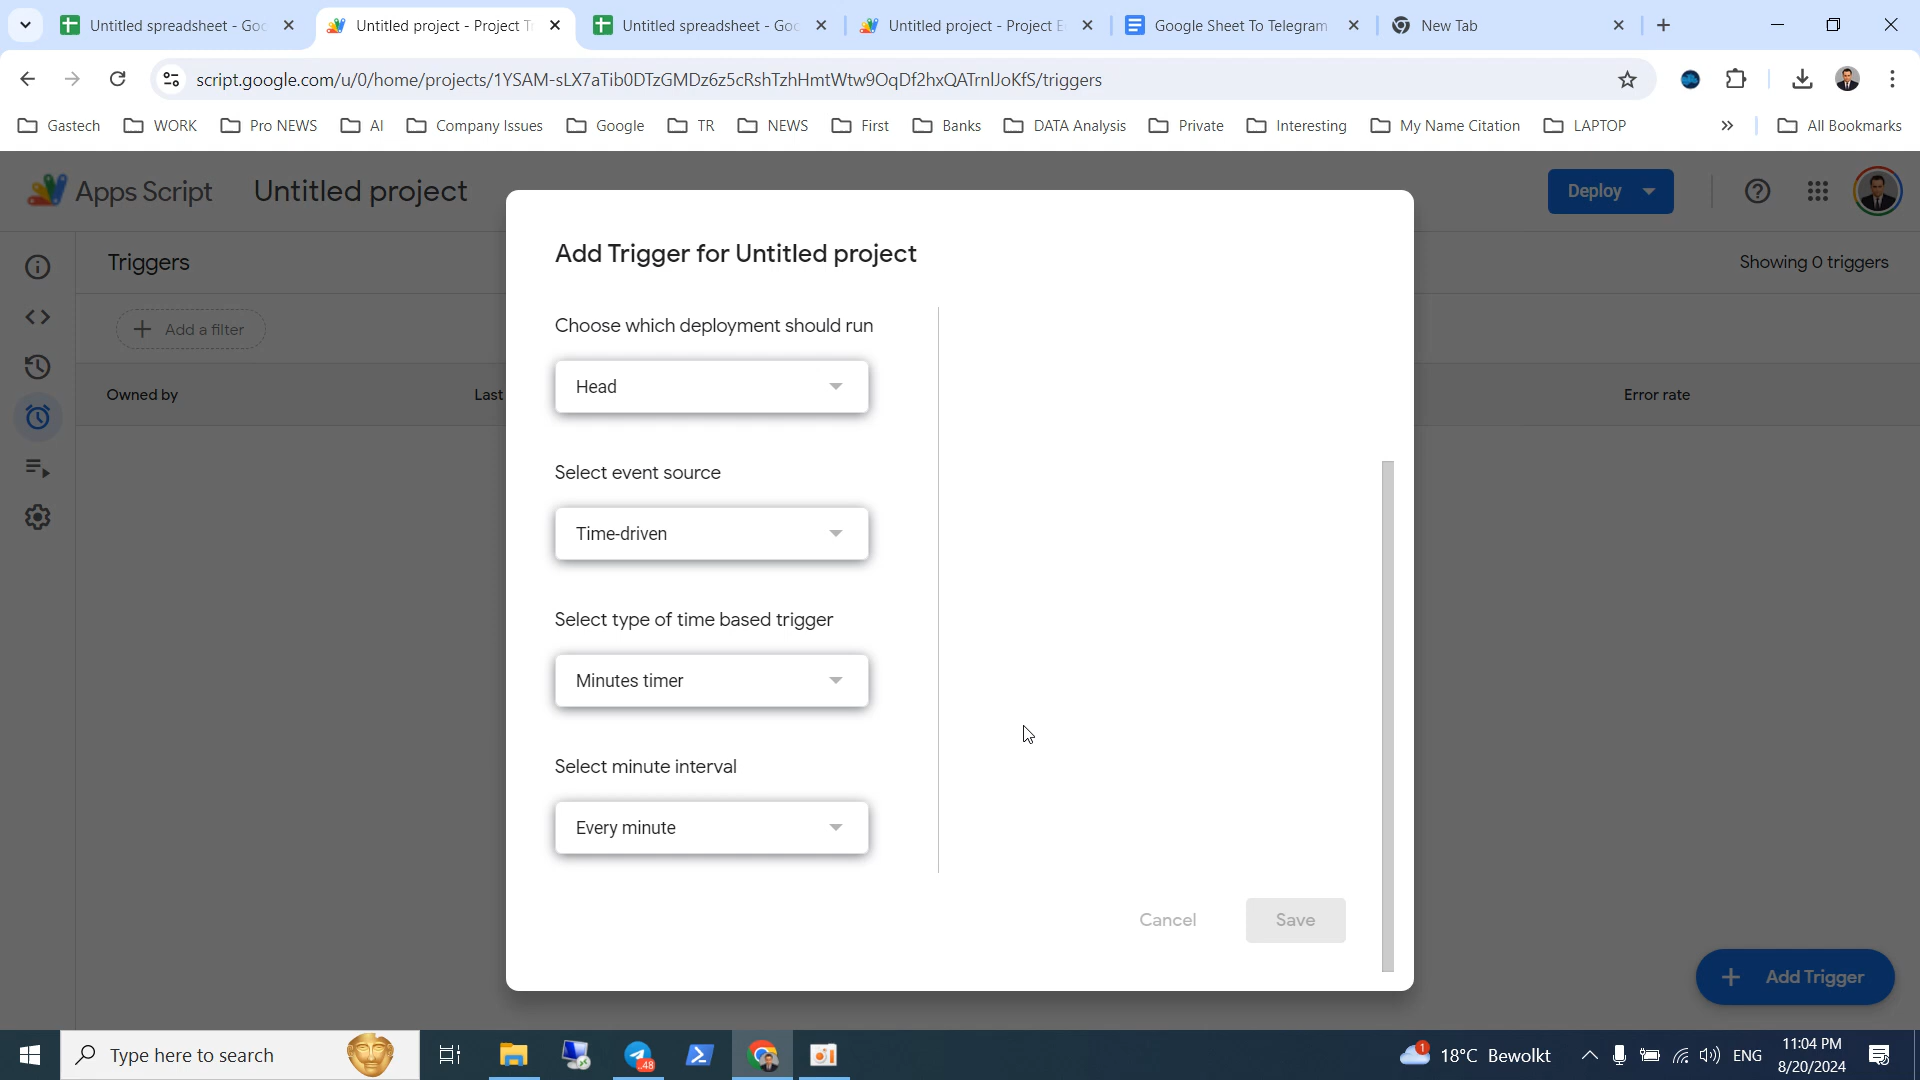 Untitled spreadsheet - Goo
Untitled project - Project Tr
Untitled spreadsheet - Goo
Untitled project - Project E
Google Sheet To Telegram
New Tab
script.google.com/u/0/home/projects/1YSAM-sLX7aTib0DTzGMDz6z5cRshTzhHmtWtw9OqDf2hxQATrnlJoKfS/triggers
Gastech
WORK
Pro NEWS
AI
Company Issues
Google
TR
NEWS
First
Banks
DATA Analysis
Private
Interesting
My Name Citation
LAPTOP
All Bookmarks
Apps Script
Untitled project
Deploy
Triggers
Showing 0 triggers
Add a filter
Owned by
Last
Error rate
Add Trigger for Untitled project
Choose which deployment should run
Head
Select event source
Time-driven
Select type of time based trigger
Minutes timer
Select minute interval
Every minute
Cancel
Save
Add Trigger
Type here to search
48
1
18°C Bewolkt
ENG
11:04 PM
8/20/2024